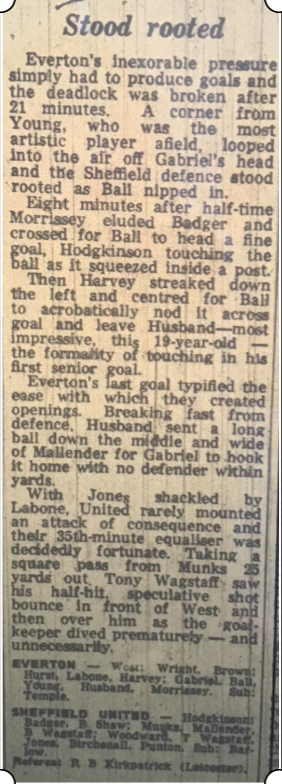 Stood rooted
Everton's inexorable pressure
simply had to produce goals and
the deadlock was broken after
21 minutes. A corner from
Young, who was the most
artistic player afield, looped
into the air off Gabriel's head
and the Sheffield defence stood
rooted as Ball nipped in.
Eight minutes after half-time
Morrissey eluded Badger and
crossed for Ball to head a fine
goal, Hodgkinson touching the
ball as it squeezed inside a post.
Then Harvey streaked down
the left and centred for Ball
to acrobatically nod it across
goal and leave Husband—most
impressive, this 19-year-old —
the formality of touching in his
first senior goal.
Everton's last goal typified the
ease with which they created
openings. Breaking fast from
defence, Husband sent a long
ball down the middle and wide
of Mallender for Gabriel to hook
it home with no defender within
yards.
With Jones shackled by
Labone, United rarely mounted
an attack of consequence and
their 35th-minute equaliser was
decidedly fortunate. Taking a
square pass from Munks 25
yards out, Tony Wagstaff saw
his half-hit, speculative shot
bounce in front of West and
then over him as the goal-
keeper dived prematurely — and
unnecessarily.
EVERTON — West; Wright, Brown;
Hurst, Labone, Harvey; Gabriel, Ball,
Young, Husband, Morrissey. Sub:
Temple.
SHEFFIELD UNITED — Hodgkinson;
Badger, B Shaw; Munks, Mallender,
B Wagstaff; Woodward, T Wagstaff,
Jones, Birchenall, Punton. Sub: Bar-
low.
Referee: R B Kirkpatrick (Leicester).